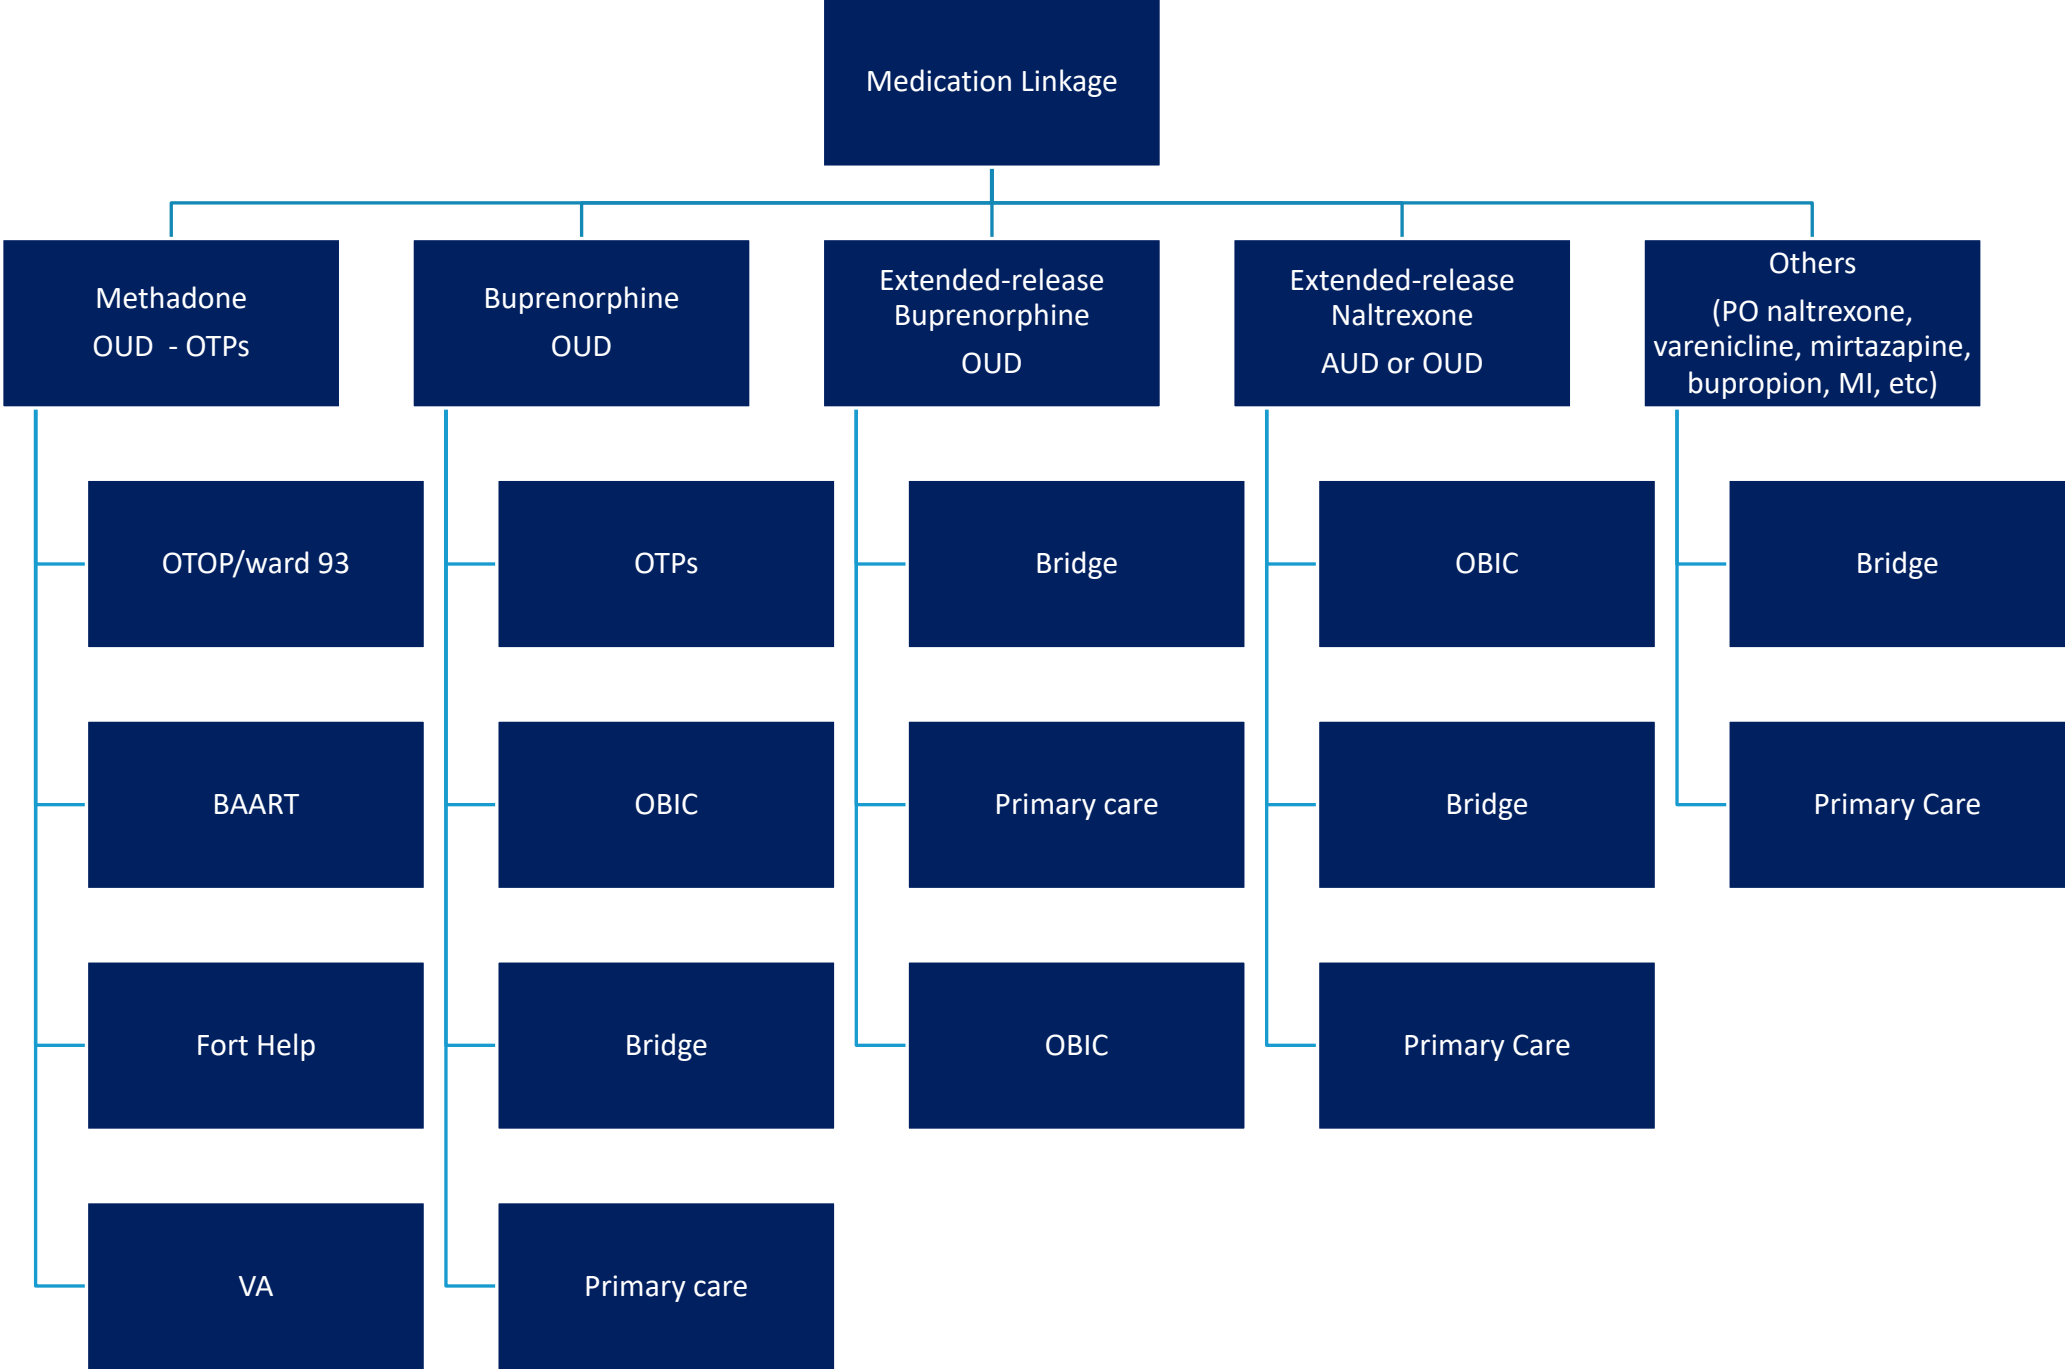 Medication Linkage
Methadone
OUD - OTPs
OTOP/ward 93
BAART
Fort Help
VA
Buprenorphine
OUD
OTPs
OBIC
Bridge
Primary care
Extended-release
Buprenorphine
OUD
Bridge
Primary care
OBIC
Extended-release
Naltrexone
AUD or OUD
OBIC
Bridge
Primary Care
Others
(PO naltrexone,
varenicline, mirtazapine,
bupropion, MI, etc)
Bridge
Primary Care